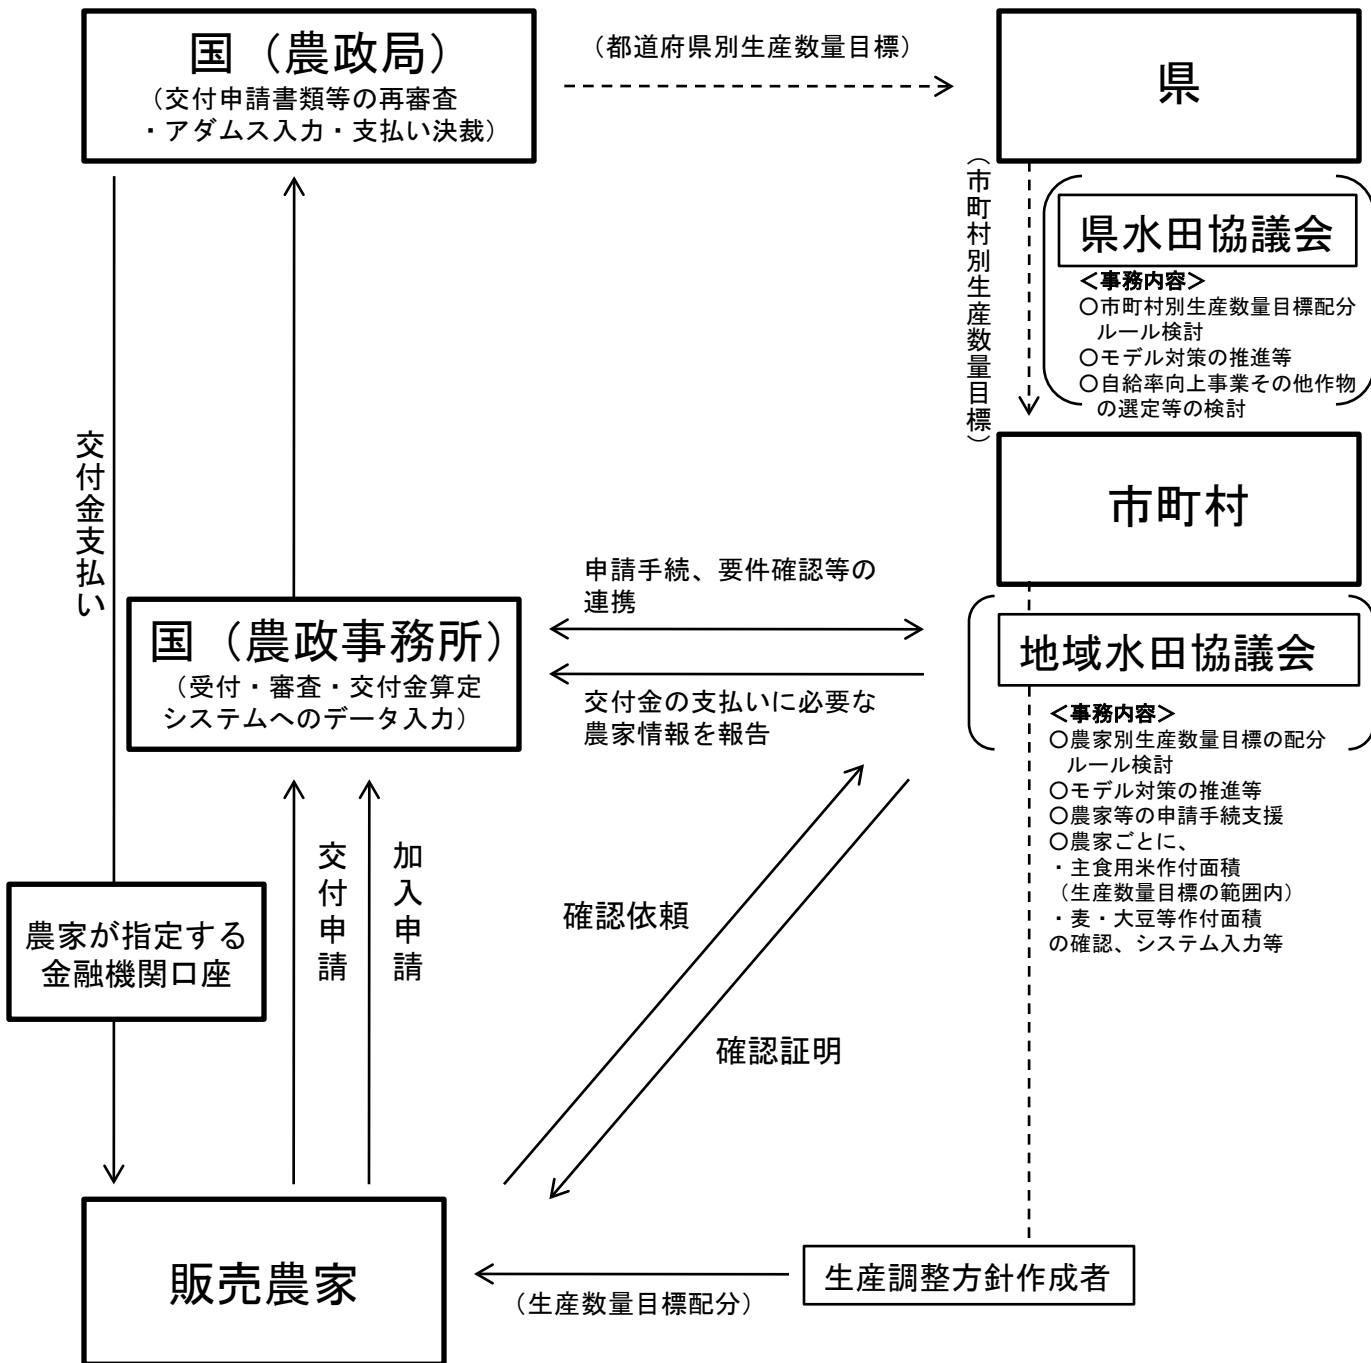 国（農政局）
（交付申請書類等の再審査
・アダムス入力・支払い決裁）
（都道府県別生産数量目標）
県
（市町村別生産数量目標）
県水田協議会
＜事務内容＞
○市町村別生産数量目標配分
ルール検討
○モデル対策の推進等
○自給率向上事業その他作物
の選定等の検討
市町村
交付金支払い
申請手続、要件確認等の
連携
国（農政事務所）
（受付・審査・交付金算定
システムへのデータ入力）
交付金の支払いに必要な
農家情報を報告
地域水田協議会
＜事務内容＞
○農家別生産数量目標の配分
ルール検討
○モデル対策の推進等
○農家等の申請手続支援
○農家ごとに、
・主食用米作付面積
（生産数量目標の範囲内）
・麦・大豆等作付面積
の確認、システム入力等
交付申請
加入申請
農家が指定する
金融機関口座
確認依頼
確認証明
販売農家
（生産数量目標配分）
生産調整方針作成者